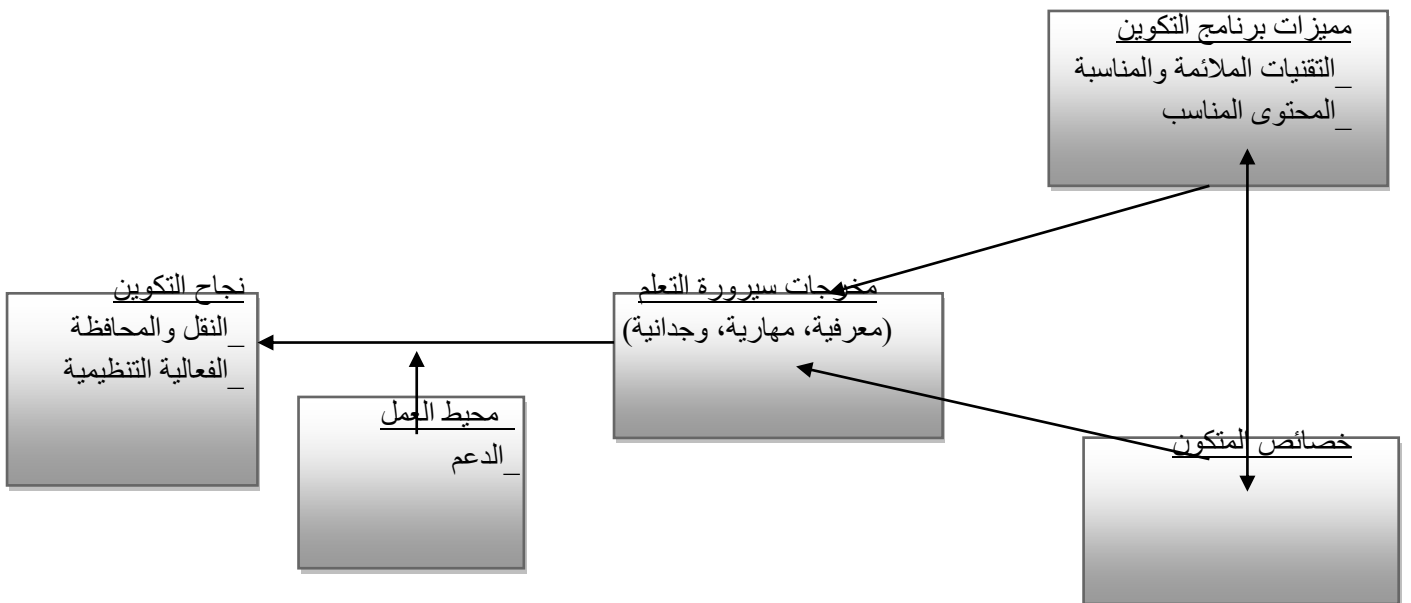 مميزات برنامج التكوين
_التقنيات الملائمة والمناسبة
_المحتوى المناسب
مخرجات سيرورة التعلم
(معرفية، مهارية، وجدانية)
نجاح التكوين
_النقل والمحافظة
_الفعالية التنظيمية
محيط العمل
_الدعم
خصائص المتكون